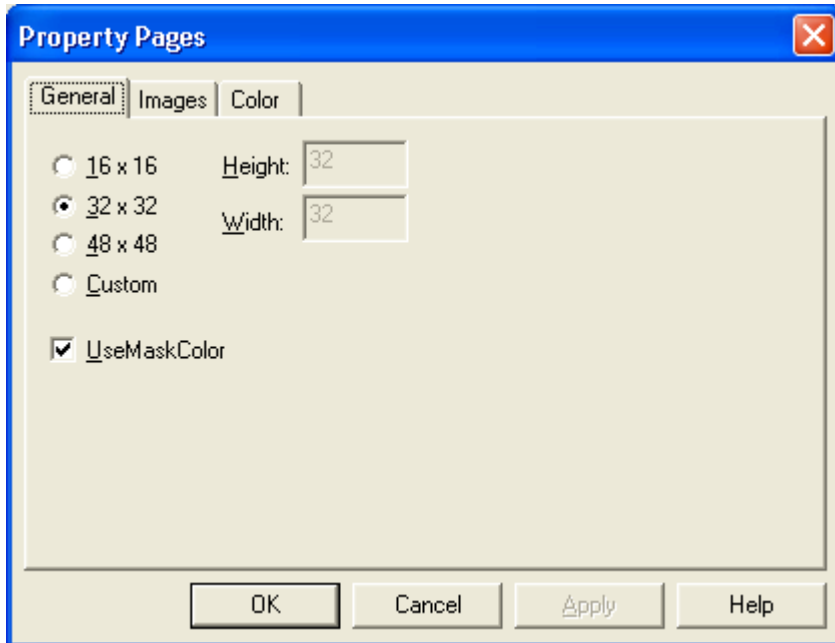 Property Pages
General Images Color
16 x 16 Height: 32
32 x 32
Width: 32
48 x 48
Custom
UseMaskColor
OK Cancel Apply Help